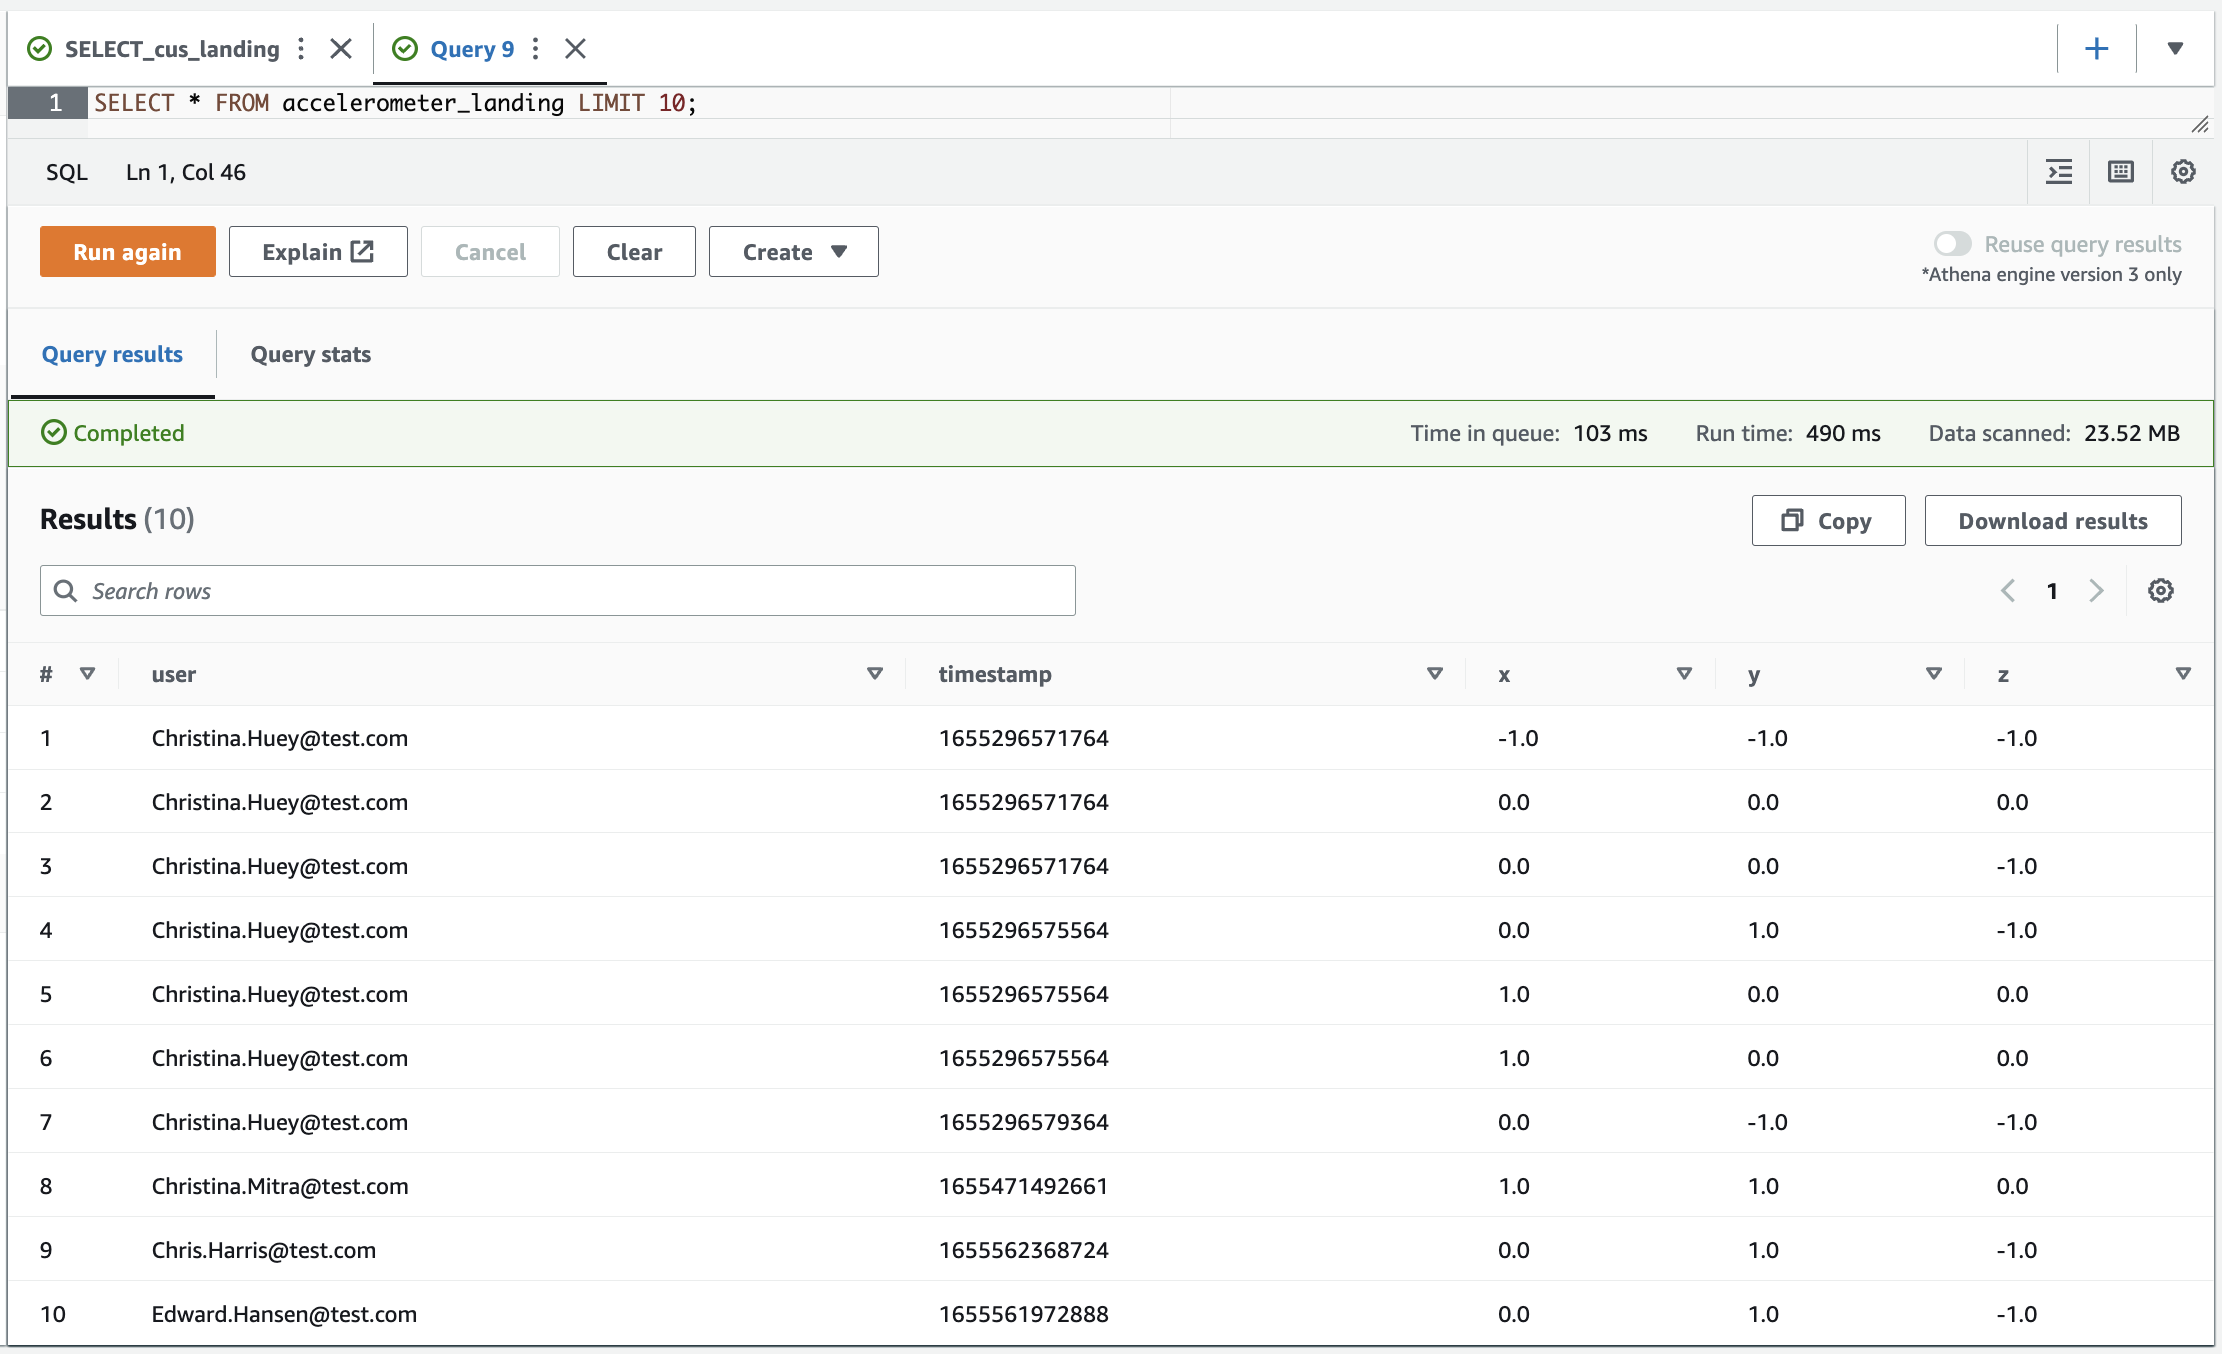 SELECT_cus_landing Query 9
1 SELECT * FROM accelerometer_landing LIMIT 10;
SQL Ln 1, Col 46
Run again Explain Cancel Clear Create Reuse query results
*Athena engine version 3 only
Query results Query stats
Completed Time in queue: 103 ms Run time: 490 ms Data scanned: 23.52 MB
Results (10) Copy Download results
Search rows 1
# user timestamp x y z
1 Christina.Huey@test.com 1655296571764 -1.0 -1.0 -1.0
2 Christina.Huey@test.com 1655296571764 0.0 0.0 0.0
3 Christina.Huey@test.com 1655296571764 0.0 0.0 -1.0
4 Christina.Huey@test.com 1655296575564 0.0 1.0 -1.0
5 Christina.Huey@test.com 1655296575564 1.0 0.0 0.0
6 Christina.Huey@test.com 1655296575564 1.0 0.0 0.0
7 Christina.Huey@test.com 1655296579364 0.0 -1.0 -1.0
8 Christina.Mitra@test.com 1655471492661 1.0 1.0 0.0
9 Chris.Harris@test.com 1655562368724 0.0 1.0 -1.0
10 Edward.Hansen@test.com 1655561972888 0.0 1.0 -1.0